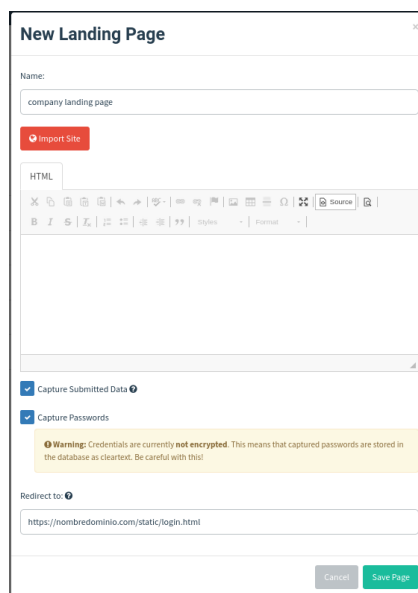 New Landing Page
×
Name:
company landing page
Import Site
HTML
Source
B I S Tx Styles Format
Capture Submitted Data
Capture Passwords
Warning: Credentials are currently not encrypted. This means that captured passwords are stored in
the database as cleartext. Be careful with this!
Redirect to:
https://nombredominio.com/static/login.html
Cancel Save Page